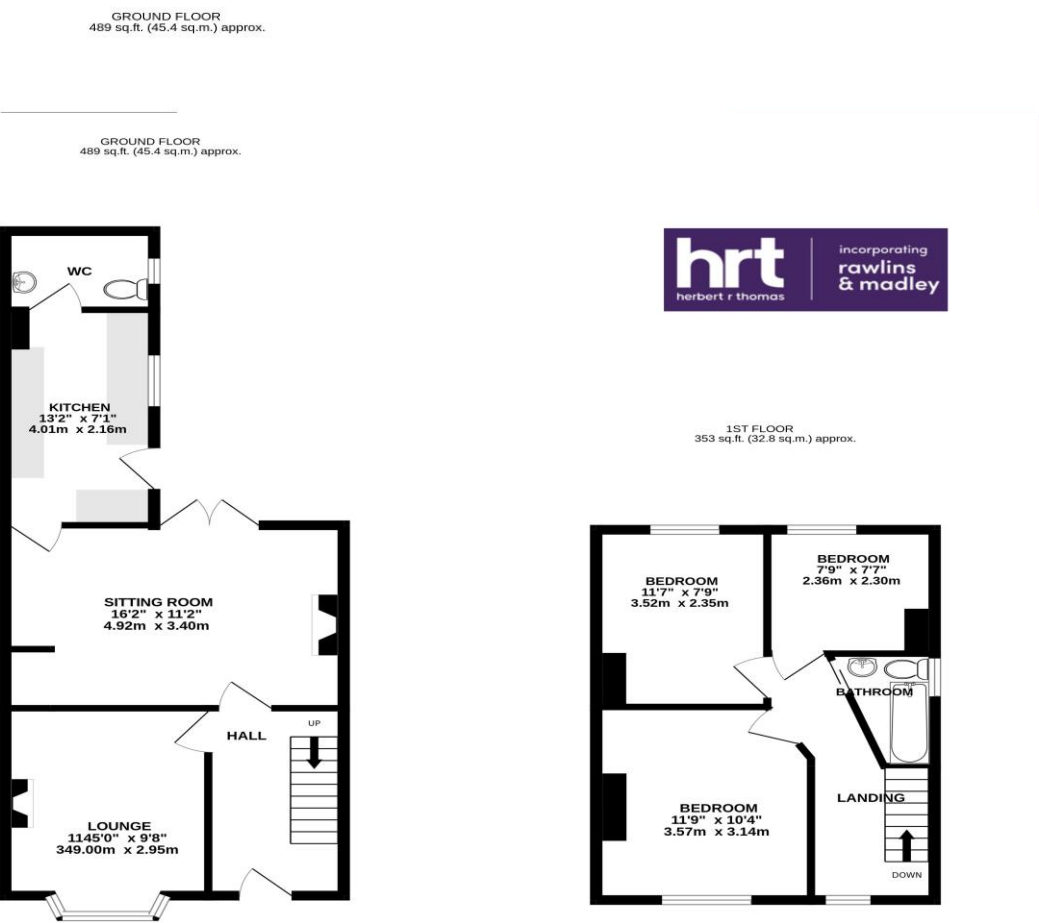 GROUND FLOOR
489 sq.ft. (45.4 sq.m.) approx.
GROUND FLOOR
489 sq.ft. (45.4 sq.m.) approx.
WC
KITCHEN
13'2" x 7'1"
4.01m x 2.16m
SITTING ROOM
16'2" x 11'2"
4.92m x 3.40m
HALL
UP
LOUNGE
1145'0" x 9'8"
349.00m x 2.95m
hrt
herbert r thomas
incorporating
rawlins
& madley
1ST FLOOR
353 sq.ft. (32.8 sq.m.) approx.
BEDROOM
11'7" x 7'9"
3.52m x 2.35m
BEDROOM
7'9" x 7'7"
2.36m x 2.30m
BATHROOM
BEDROOM
11'9" x 10'4"
3.57m x 3.14m
LANDING
DOWN